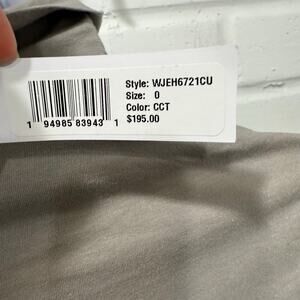 Style: WJEH6721CU
Size: 0
Color: CCT
$195.00
1 94985 83943 1